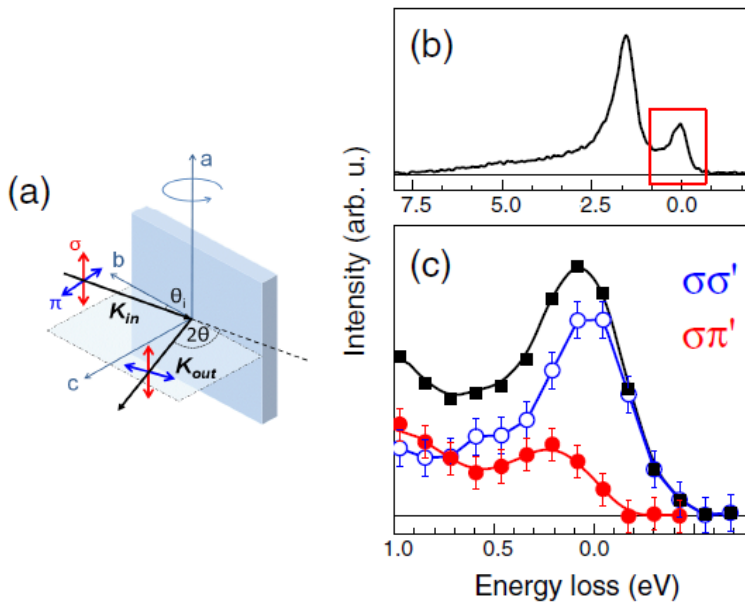 (a)
a
σ
b
π
θi
Kin
2θ
Kout
c
Intensity (arb. u.)
(b)
7.5 5.0 2.5 0.0
(c)
σσ'
σπ'
1.0 0.5 0.0
Energy loss (eV)